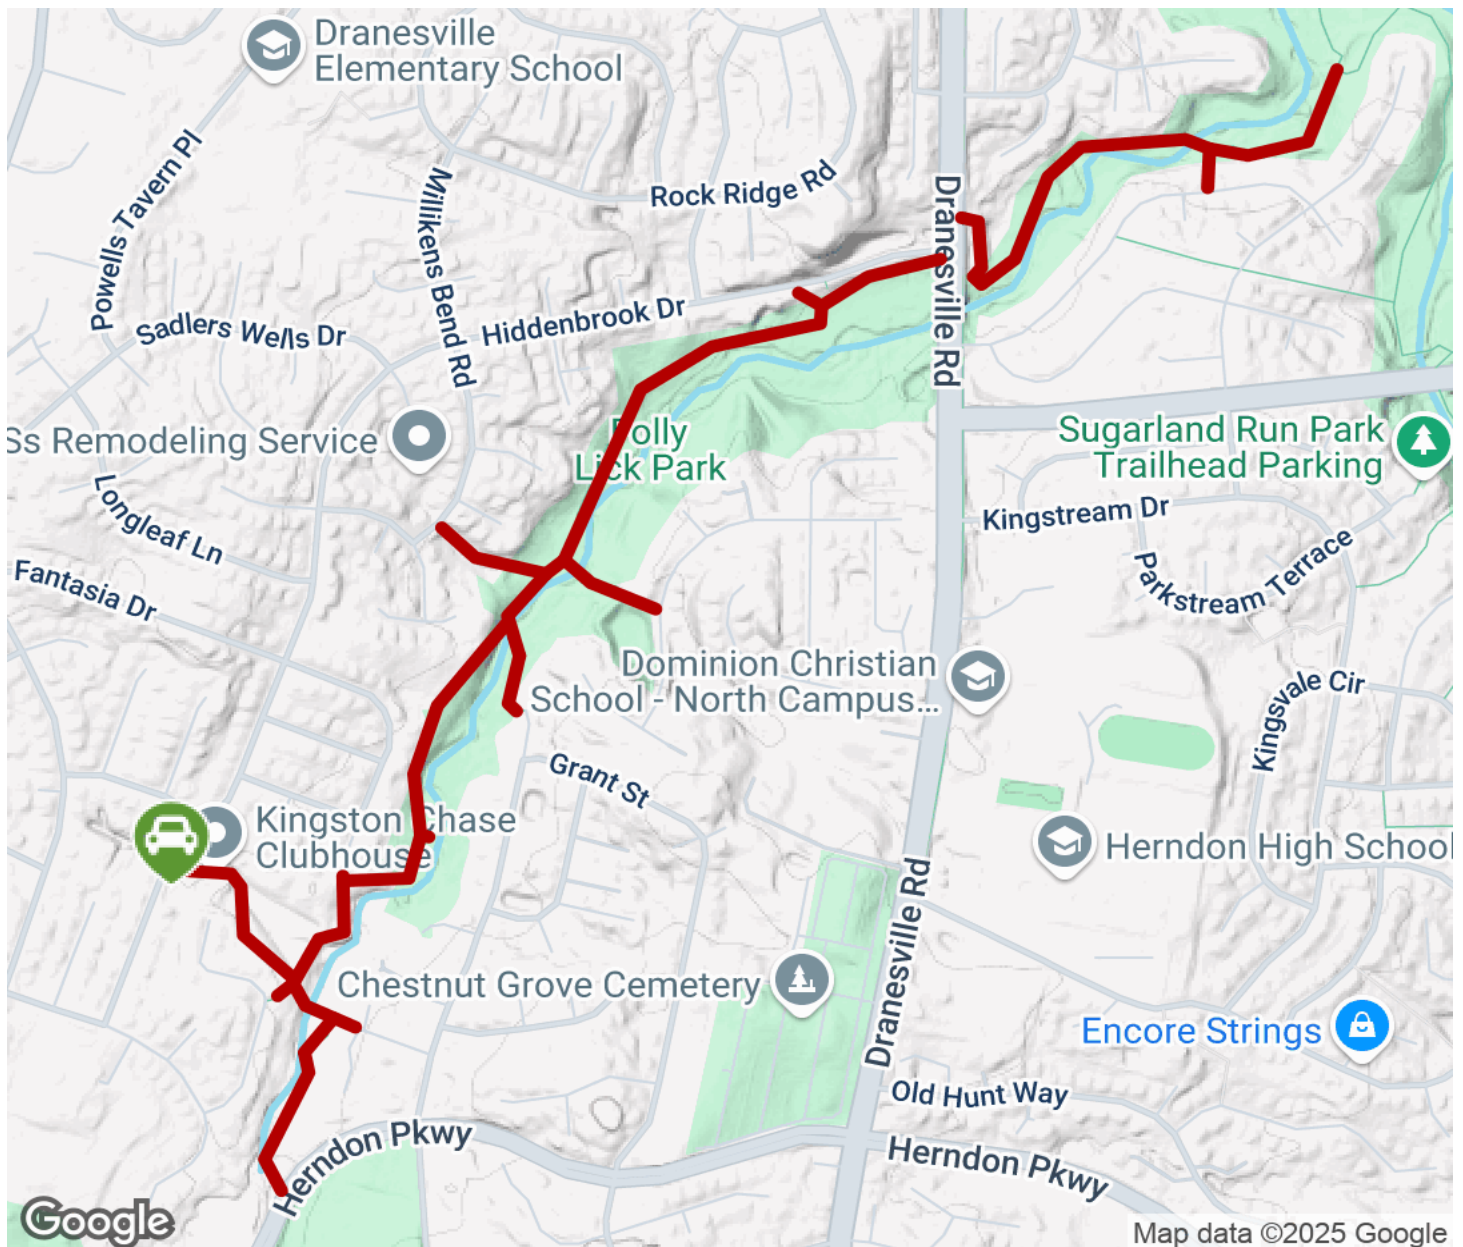 Dranesville
Elementary School
Powells Tavern Pl
Millikens Bend Rd
Rock Ridge Rd
Dranesville Rd
Sadlers Wells Dr
Hiddenbrook Dr
Ss Remodeling Service
Folly
Lick Park
Sugarland Run Park
Trailhead Parking
Longleaf Ln
Kingstream Dr
Fantasia Dr
Parkstream Terrace
Dominion Christian
School - North Campus...
Kingsvale Cir
Grant St
Kingston Chase
Clubhouse
Herndon High School
Dranesville Rd
Chestnut Grove Cemetery
Encore Strings
Old Hunt Way
Herndon Pkwy
Herndon Pkwy
Google
Map data ©2025 Google